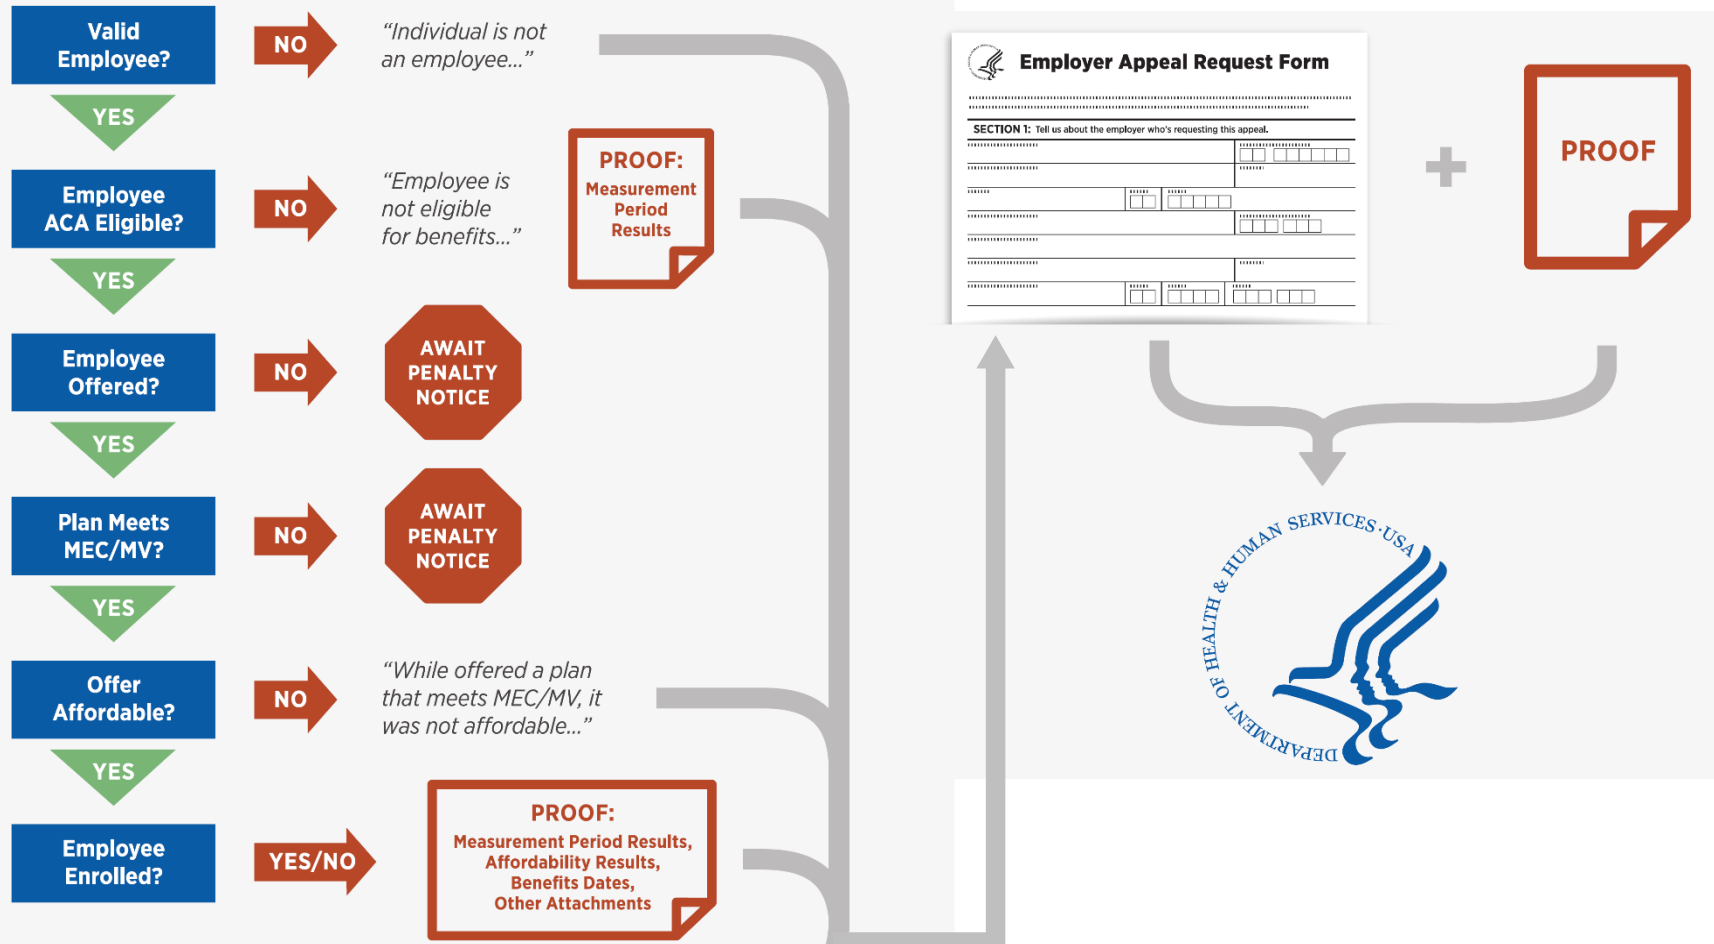 Valid
Employee?
NO
“Individual is not
an employee...”
YES
Employee
ACA Eligible?
NO
“Employee is
not eligible
for benefits...”
PROOF:
Measurement
Period
Results
YES
Employee
Offered?
NO
AWAIT
PENALTY
NOTICE
YES
Plan Meets
MEC/MV?
NO
AWAIT
PENALTY
NOTICE
YES
Offer
Affordable?
NO
“While offered a plan
that meets MEC/MV, it
was not affordable...”
YES
Employee
Enrolled?
YES/NO
PROOF:
Measurement Period Results,
Affordability Results,
Benefits Dates,
Other Attachments
Employer Appeal Request Form
SECTION 1: Tell us about the employer who's requesting this appeal.
+
PROOF
DEPARTMENT OF HEALTH & HUMAN SERVICES · USA